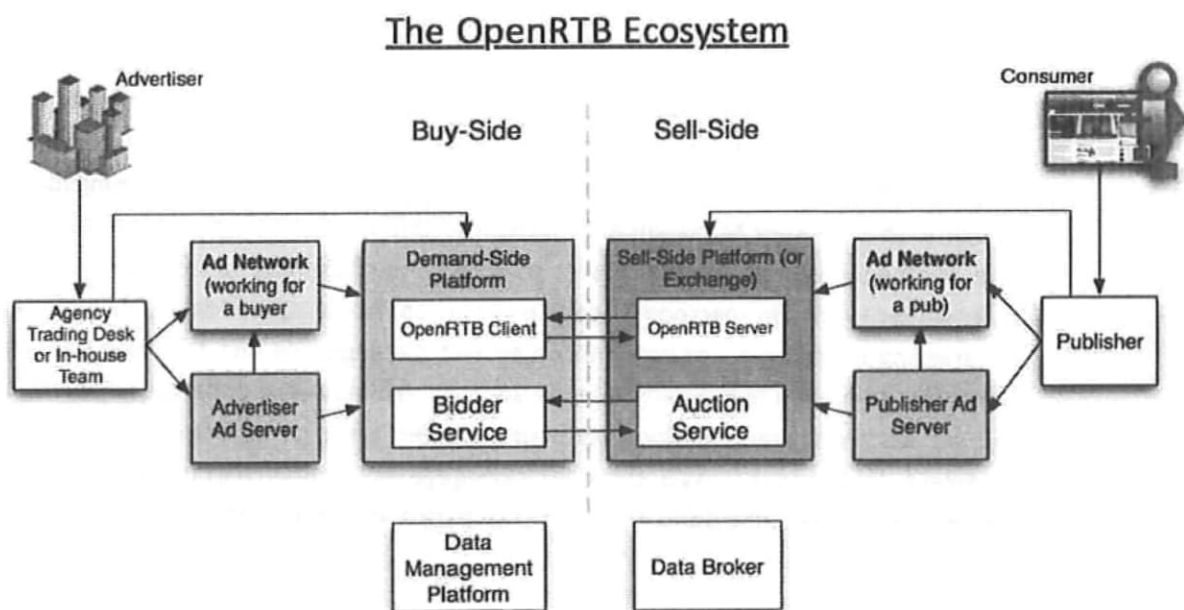 The OpenRTB Ecosystem
Advertiser
Consumer
Buy-Side
Sell-Side
Ad Network
(working for
a buyer
Demand-Side
Platform
Sell-Side Platform (or
Exchange)
Ad Network
(working for
a pub)
Agency
Trading Desk
or In-house
Team
OpenRTB Client
OpenRTB Server
Publisher
Advertiser
Ad Server
Bidder
Service
Auction
Service
Publisher Ad
Server
Data
Management
Platform
Data Broker